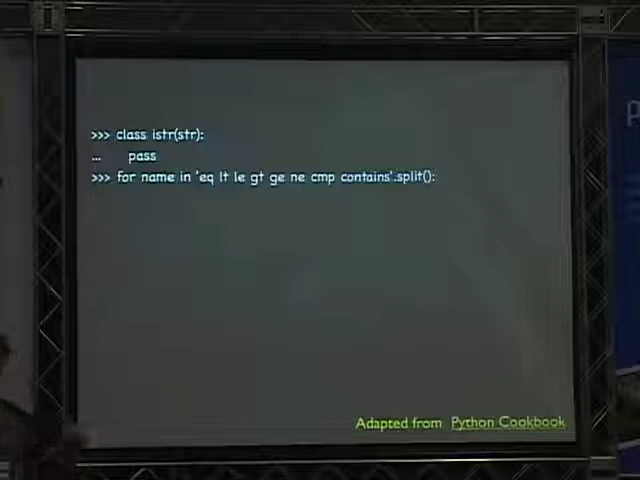 >>> class istr(str):
...     pass
>>> for name in 'eq lt le gt ge ne cmp contains'.split():
Adapted from Python Cookbook
P